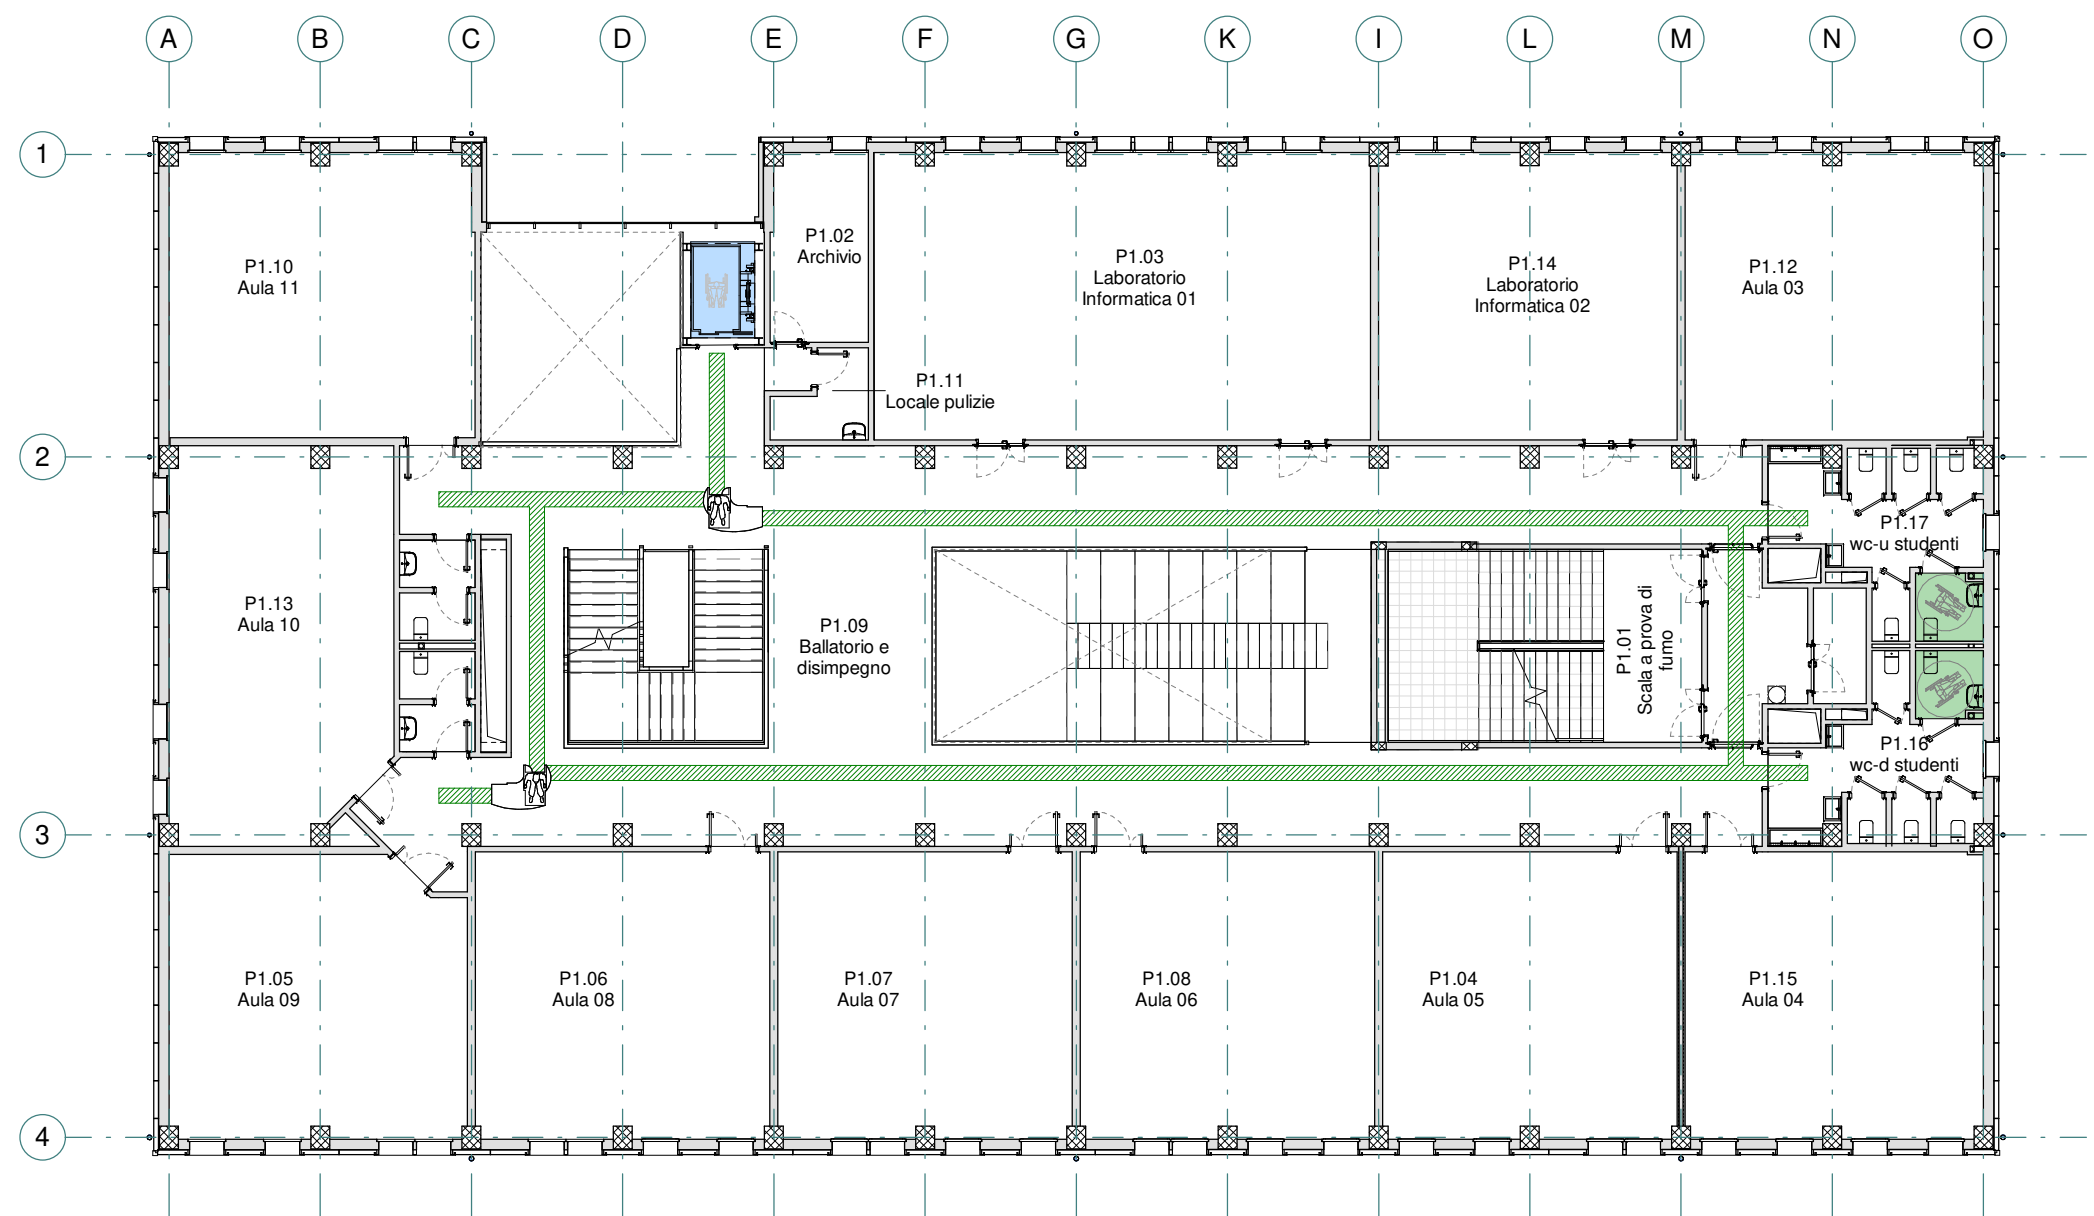 A B C D E F G K I L M N O
1
P1.02
Archivio
P1.03
Laboratorio
Informatica 01
P1.14
Laboratorio
Informatica 02
P1.12
Aula 03
P1.10
Aula 11
P1.11
Locale pulizie
2
P1.17
wc-u studenti
P1.13
Aula 10
P1.09
Ballatorio e
disimpegno
P1.01
Scala a prova di
fumo
P1.16
wc-d studenti
3
P1.05
Aula 09
P1.06
Aula 08
P1.07
Aula 07
P1.08
Aula 06
P1.04
Aula 05
P1.15
Aula 04
4